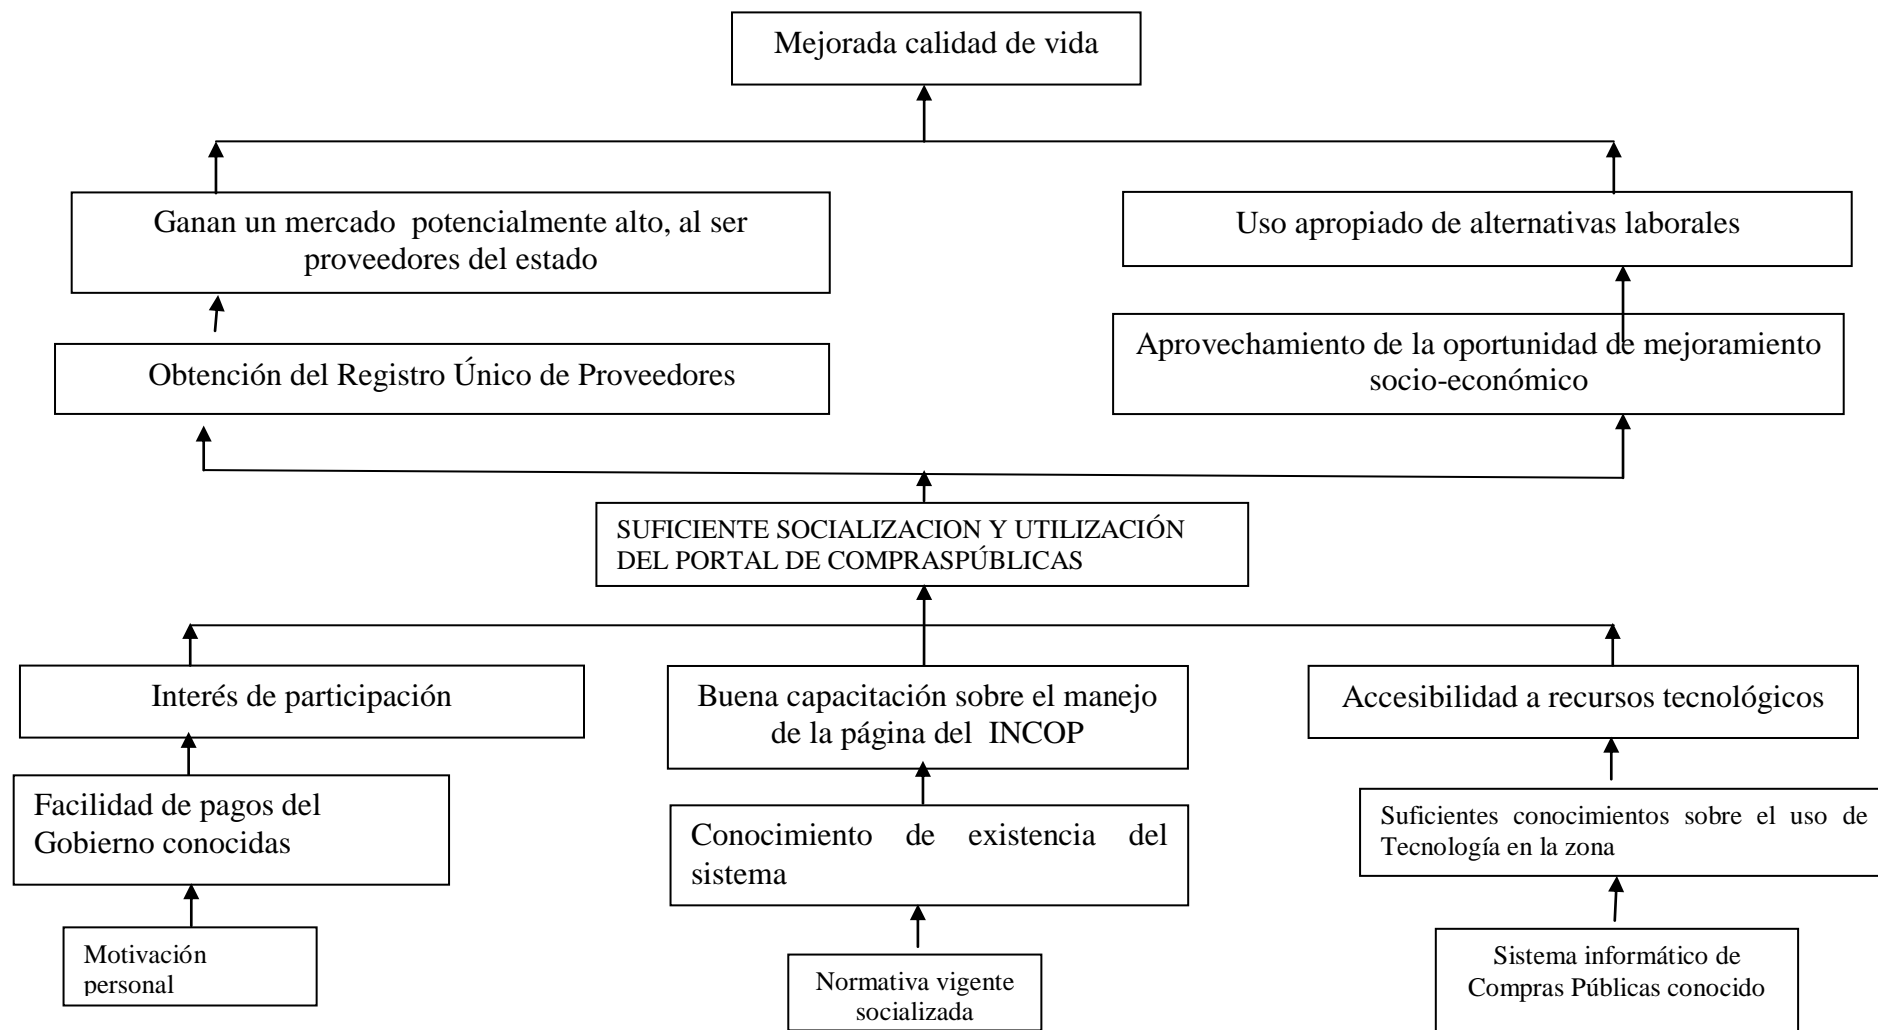 Mejorada calidad de vida
Ganan un mercado potencialmente alto, al ser
proveedores del estado
Uso apropiado de alternativas laborales
Obtención del Registro Único de Proveedores
Aprovechamiento de la oportunidad de mejoramiento
socio-económico
SUFICIENTE SOCIALIZACION Y UTILIZACIÓN
DEL PORTAL DE COMPRASPÚBLICAS
Interés de participación
Buena capacitación sobre el manejo
de la página del INCOP
Accesibilidad a recursos tecnológicos
Facilidad de pagos del
Gobierno conocidas
Conocimiento de existencia del
sistema
Suficientes conocimientos sobre el uso de
Tecnología en la zona
Motivación
personal
Normativa vigente
socializada
Sistema informático de
Compras Públicas conocido